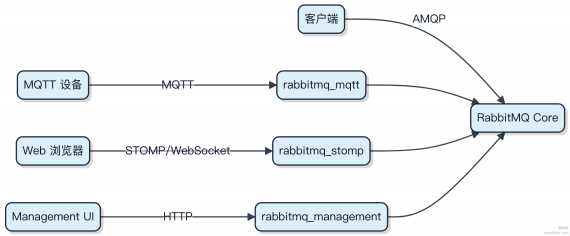 客户端
AMQP
MQTT 设备
MQTT
rabbitmq_mqtt
RabbitMQ Core
Web 浏览器
STOMP/WebSocket
rabbitmq_stomp
Management UI
HTTP
rabbitmq_management